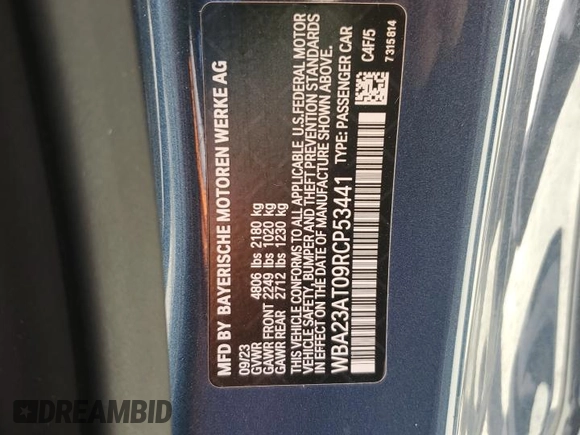 MFD BY BAYERISCHE MOTOREN WERKE AG
09/23
GVWR 4806 lbs 2180 kg
GAWR FRONT 2249 lbs 1020 kg
GAWR REAR 2712 lbs 1230 kg
THIS VEHICLE CONFORMS TO ALL APPLICABLE U.S.FEDERAL MOTOR
VEHICLE SAFETY, BUMPER AND THEFT PREVENTION STANDARDS
IN EFFECT ON THE DATE OF MANUFACTURE SHOWN ABOVE.
WBA23AT09RCP53441 TYPE: PASSENGER CAR
C4F/5
7 315 814
DREAMBID